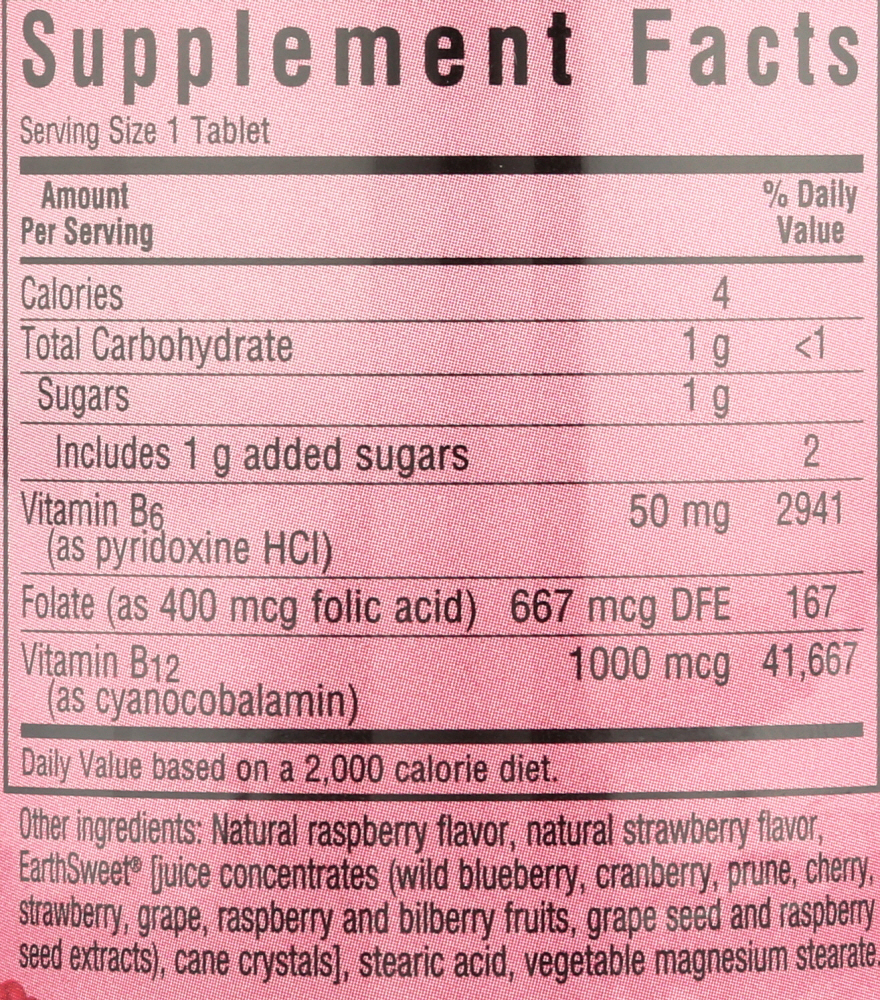 Supplement Facts
Serving Size 1 Tablet
Amount Per Serving % Daily Value
Calories 4
Total Carbohydrate 1 g <1
Sugars 1 g
Includes 1 g added sugars 2
Vitamin B6 50 mg 2941
(as pyridoxine HCl)
Folate (as 400 mcg folic acid) 667 mcg DFE 167
Vitamin B12 1000 mcg 41,667
(as cyanocobalamin)
Daily Value based on a 2,000 calorie diet.
Other ingredients: Natural raspberry flavor, natural strawberry flavor,
EarthSweet® [juice concentrates (wild blueberry, cranberry, prune, cherry,
strawberry, grape, raspberry and bilberry fruits, grape seed and raspberry
seed extracts), cane crystals], stearic acid, vegetable magnesium stearate.